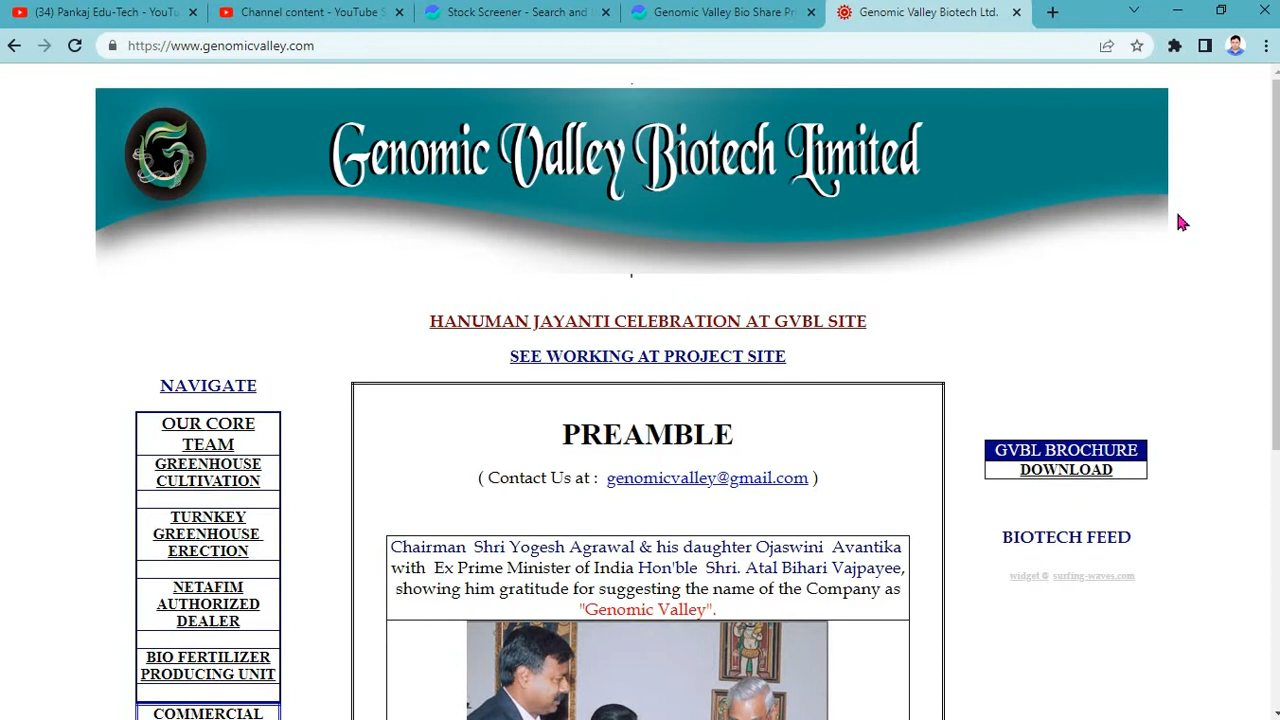 (34) Pankaj Edu-Tech - YouTu
Channel content - YouTube S
Stock Screener - Search and
Genomic Valley Bio Share Pri
Genomic Valley Biotech Ltd.
https://www.genomicvalley.com
Genomic Valley Biotech Limited
HANUMAN JAYANTI CELEBRATION AT GVBL SITE
SEE WORKING AT PROJECT SITE
NAVIGATE
OUR CORE
TEAM
GREENHOUSE
CULTIVATION
TURNKEY
GREENHOUSE
ERECTION
NETAFIM
AUTHORIZED
DEALER
BIO FERTILIZER
PRODUCING UNIT
COMMERCIAL
PREAMBLE
( Contact Us at : genomicvalley@gmail.com )
Chairman Shri Yogesh Agrawal & his daughter Ojaswini Avantika
with Ex Prime Minister of India Hon'ble Shri. Atal Bihari Vajpayee,
showing him gratitude for suggesting the name of the Company as
"Genomic Valley".
GVBL BROCHURE
DOWNLOAD
BIOTECH FEED
widget @ surfing-waves.com